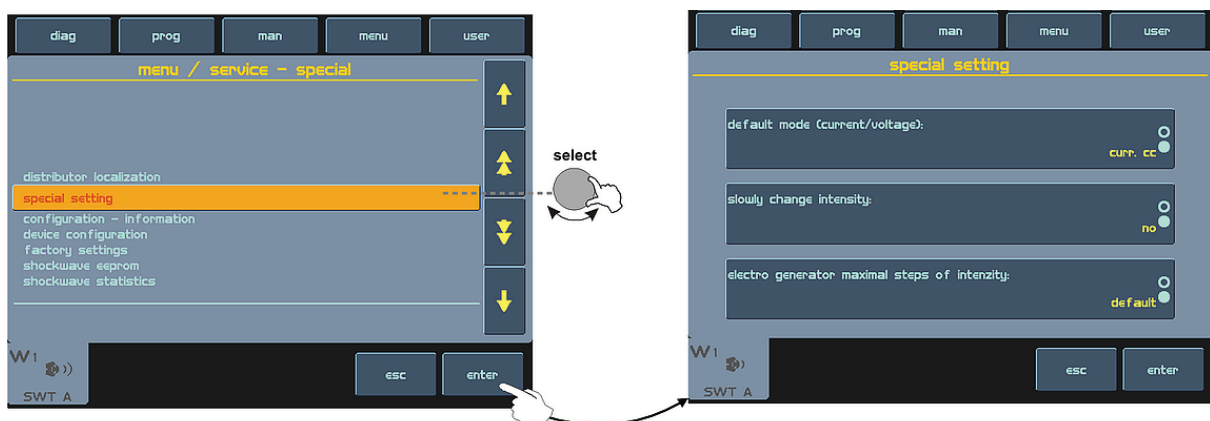 diag prog man menu user
menu / service - special
distributor localization
special setting
configuration - information
device configuration
factory settings
shockwave eeprom
shockwave statistics
W1
SWT A
esc enter
select
diag prog man menu user
special setting
default mode (current/voltage):
curr. cc
slowly change intensity:
no
electro generator maximal steps of intenzity:
default
W1
SWT A
esc enter